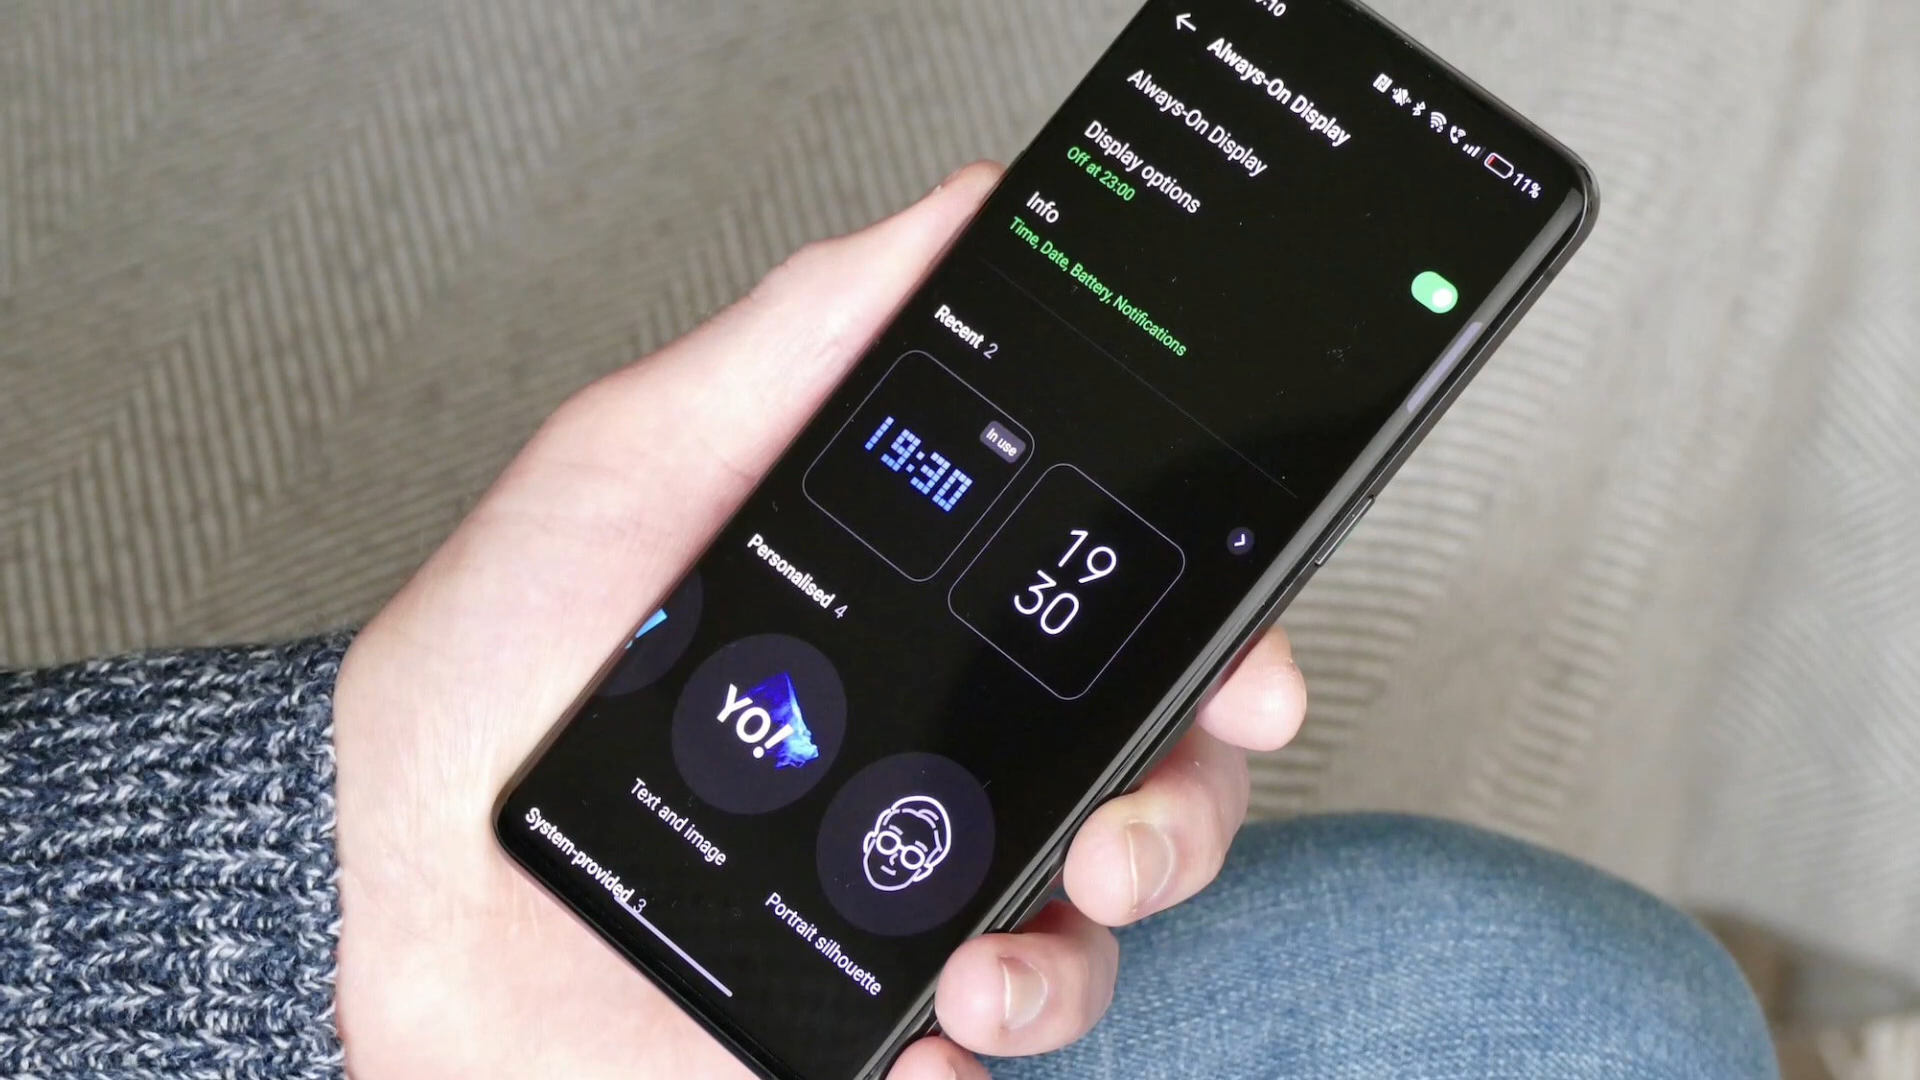 11%
Always-On Display
Always-On Display
Display options
Off at 23:00
Info
Time, Date, Battery, Notifications
Recent 2
19:30
In use
19
30
Personalised 4
YO!
Text and image
Portrait silhouette
System-provided 3